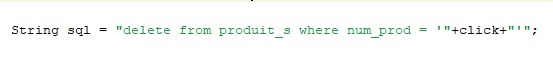 String sql = "delete from produit_s where num_prod = '"+click+"'";